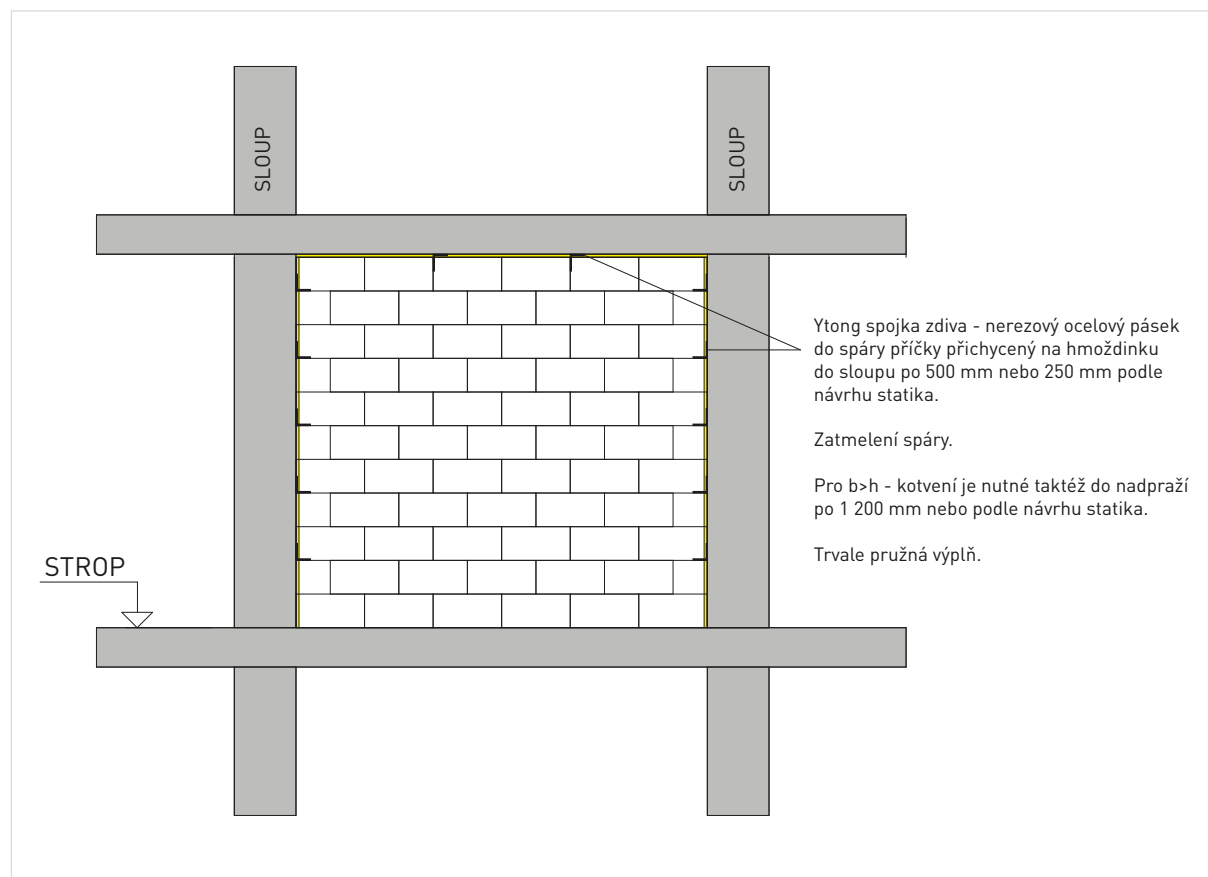 SLOUP
SLOUP
Ytong spojka zdiva - nerezový ocelový pásek
do spáry příčky přichycený na hmoždinku
do sloupu po 500 mm nebo 250 mm podle
návrhu statika.
Zatmelení spáry.
Pro b>h - kotvení je nutné taktéž do nadpraží
po 1 200 mm nebo podle návrhu statika.
Trvale pružná výplň.
STROP